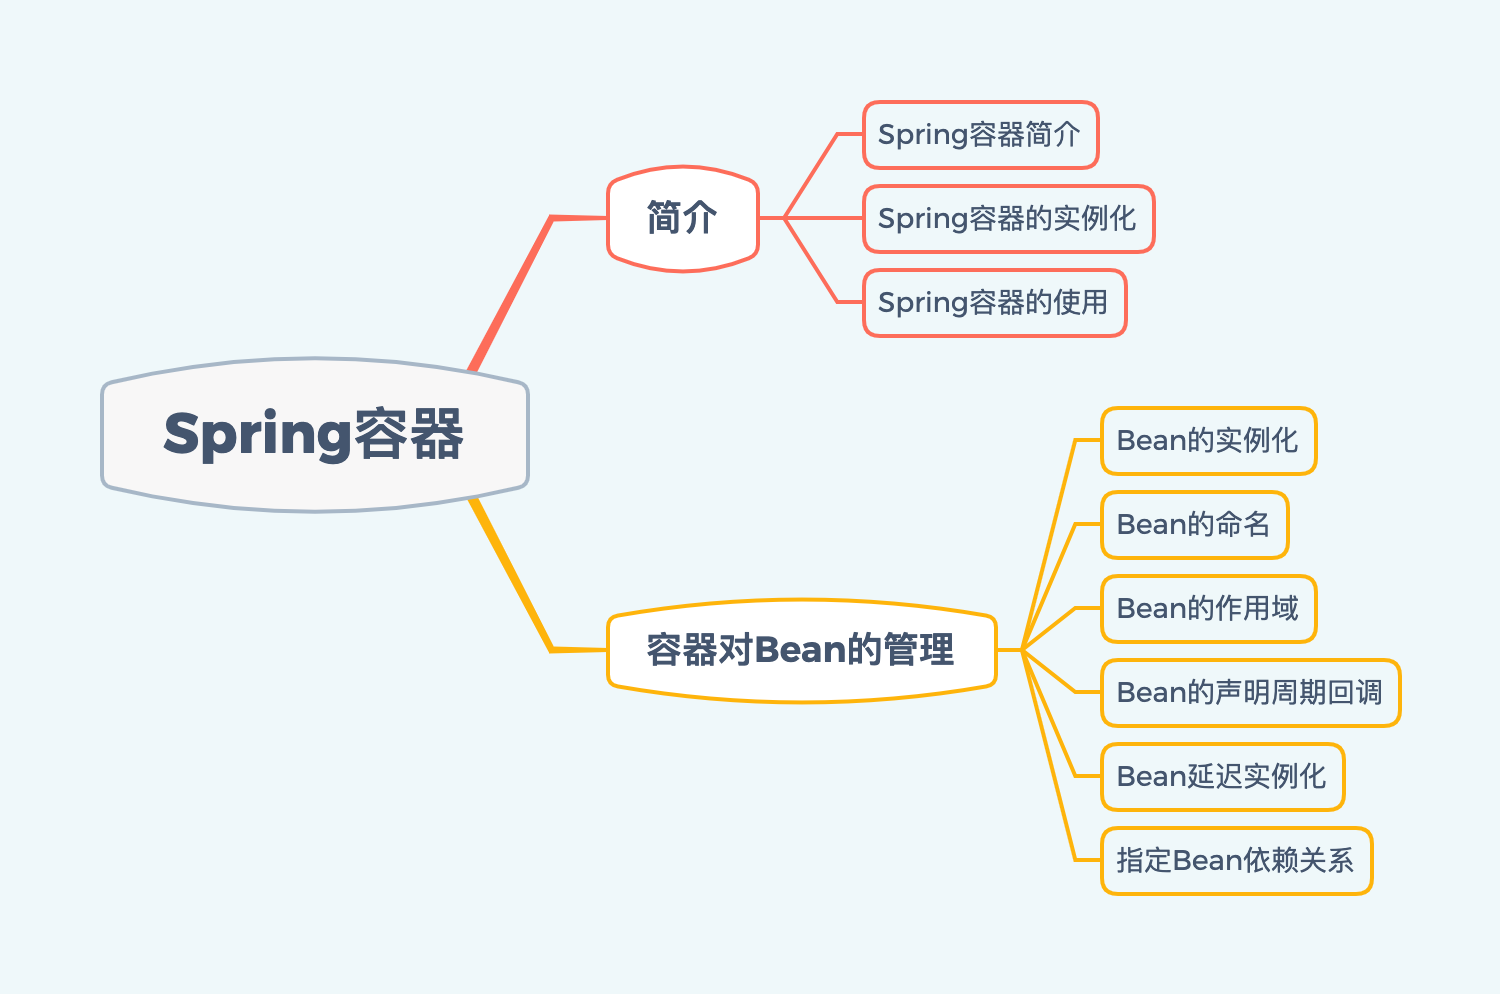 Spring容器
简介
Spring容器简介
Spring容器的实例化
Spring容器的使用
容器对Bean的管理
Bean的实例化
Bean的命名
Bean的作用域
Bean的声明周期回调
Bean延迟实例化
指定Bean依赖关系